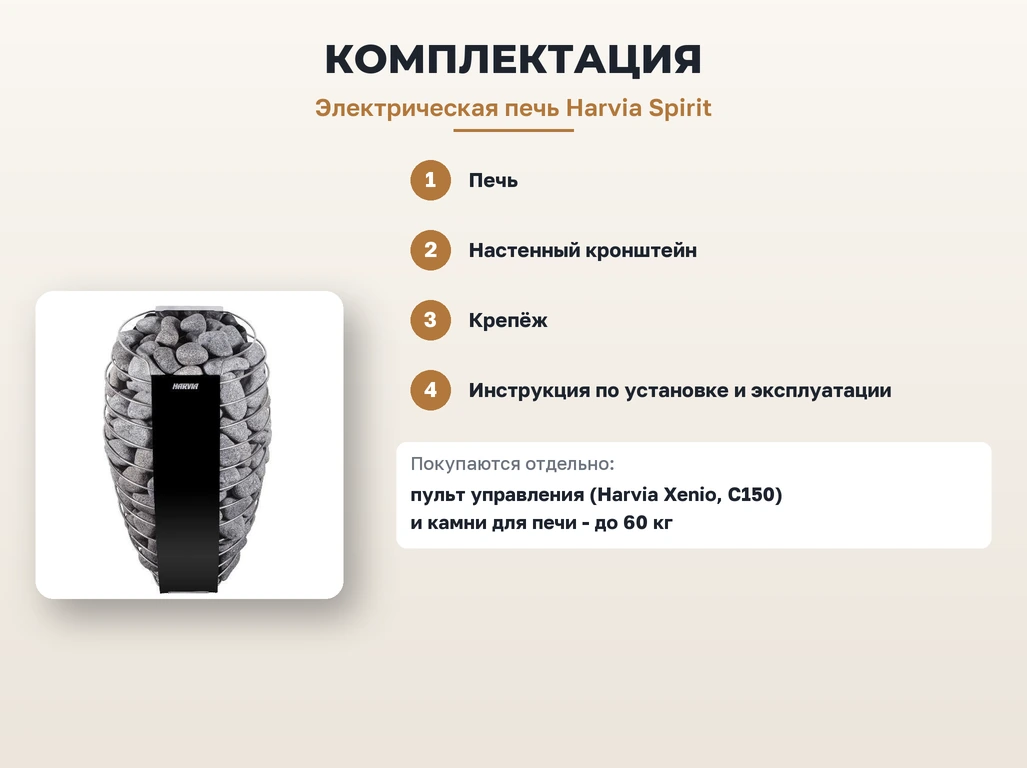 КОМПЛЕКТАЦИЯ
Электрическая печь Harvia Spirit
1 Печь
2 Настенный кронштейн
3 Крепёж
4 Инструкция по установке и эксплуатации
HARVIA
Покупаются отдельно:
пульт управления (Harvia Xenio, C150)
и камни для печи - до 60 кг